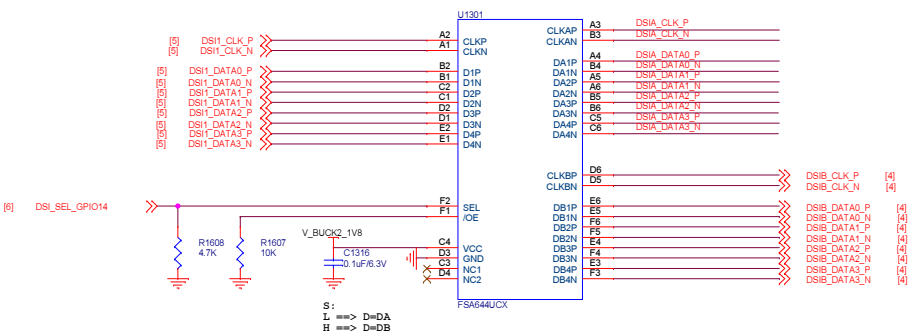 U1301
[5] DSI1_CLK_P A2 CLKP CLKAP A3 DSIA_CLK_P
[5] DSI1_CLK_N A1 CLKN CLKAN B3 DSIA_CLK_N
[5] DSI1_DATA0_P B2 D1P DA1P A4 DSIA_DATA0_P
[5] DSI1_DATA0_N B1 D1N DA1N B4 DSIA_DATA0_N
[5] DSI1_DATA1_P C2 D2P DA2P A5 DSIA_DATA1_P
[5] DSI1_DATA1_N C1 D2N DA2N A6 DSIA_DATA1_N
[5] DSI1_DATA2_P D2 D3P DA3P B5 DSIA_DATA2_P
[5] DSI1_DATA2_N D1 D3N DA3N B6 DSIA_DATA2_N
[5] DSI1_DATA3_P E2 D4P DA4P C5 DSIA_DATA3_P
[5] DSI1_DATA3_N E1 D4N DA4N C6 DSIA_DATA3_N
CLKBP D6 DSIB_CLK_P [4]
CLKBN D5 DSIB_CLK_N [4]
[6] DSI_SEL_GPIO14 F2 SEL DB1P E6 DSIB_DATA0_P [4]
F1 /OE DB1N E5 DSIB_DATA0_N [4]
DB2P F6 DSIB_DATA1_P [4]
DB2N F5 DSIB_DATA1_N [4]
V_BUCK2_1V8
R1608 R1607 C1316 C4 VCC DB3P E4 DSIB_DATA2_P [4]
4.7K 10K 0.1uF/6.3V D3 GND DB3N F4 DSIB_DATA2_N [4]
C3 NC1 DB4P E3 DSIB_DATA3_P [4]
D4 NC2 DB4N F3 DSIB_DATA3_N [4]
FSA644UCX
S:
L ==> D=DA
H ==> D=DB